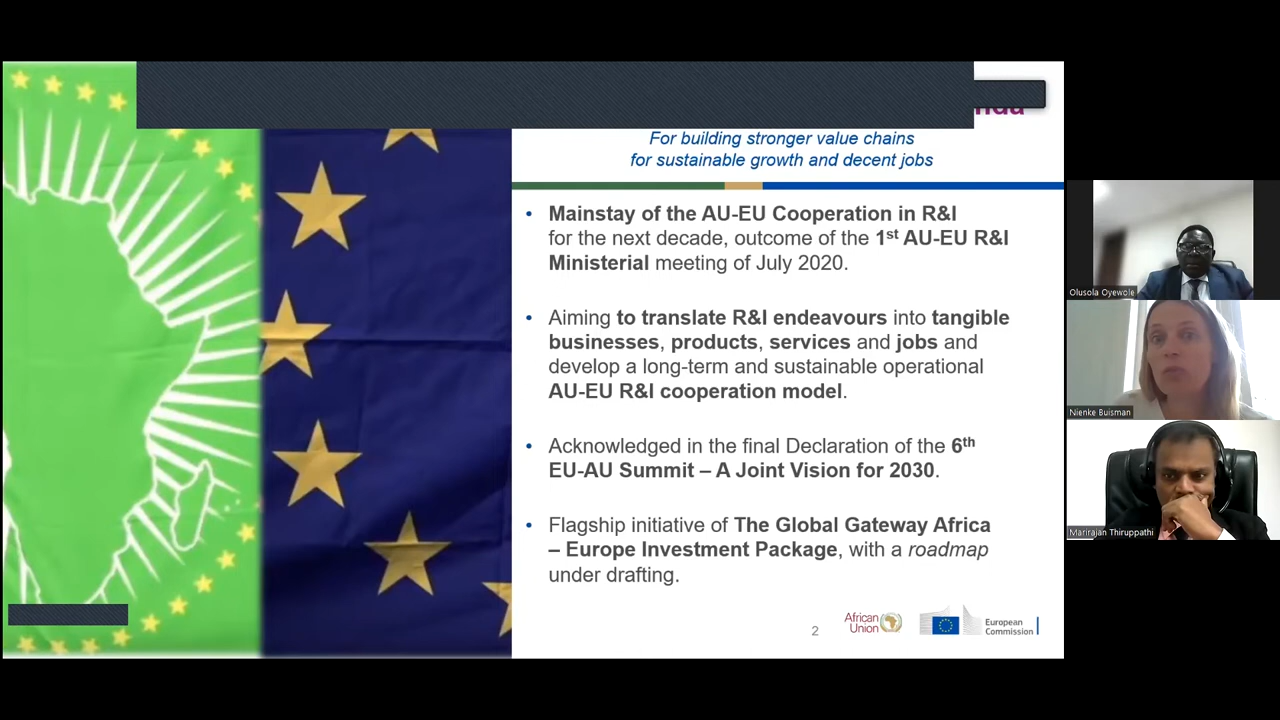 For building stronger value chains
for sustainable growth and decent jobs
• Mainstay of the AU-EU Cooperation in R&I
for the next decade, outcome of the 1st AU-EU R&I
Ministerial meeting of July 2020.
• Aiming to translate R&I endeavours into tangible
businesses, products, services and jobs and
develop a long-term and sustainable operational
AU-EU R&I cooperation model.
• Acknowledged in the final Declaration of the 6th
EU-AU Summit – A Joint Vision for 2030.
• Flagship initiative of The Global Gateway Africa
– Europe Investment Package, with a roadmap
under drafting.
2
African
Union
European
Commission
Olusola Oyewole
Nienke Buisman
Marirajan Thiruppathi